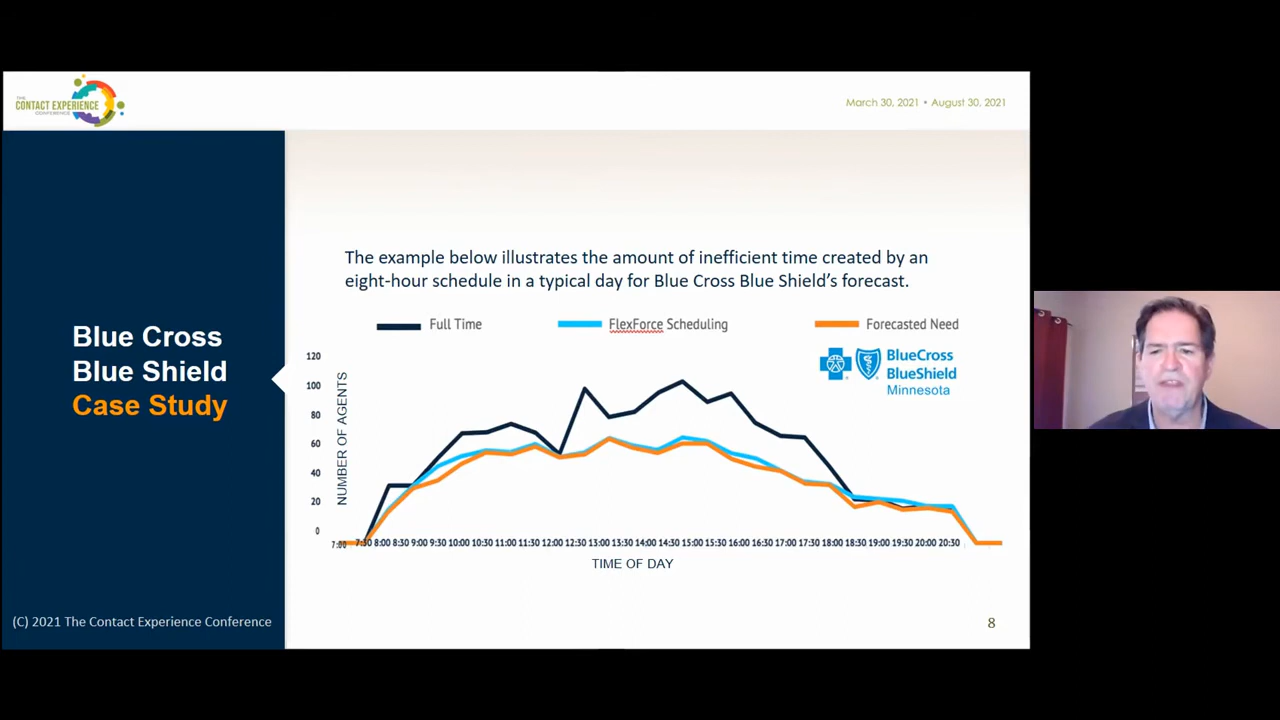 THE
CONTACT EXPERIENCE
CONFERENCE
March 30, 2021 • August 30, 2021
Blue Cross
Blue Shield
Case Study
The example below illustrates the amount of inefficient time created by an
eight-hour schedule in a typical day for Blue Cross Blue Shield’s forecast.
Full Time FlexForce Scheduling Forecasted Need
BlueCross
BlueShield
Minnesota
NUMBER OF AGENTS
120
100
80
60
40
20
0
7:00 7:30 8:00 8:30 9:00 9:30 10:00 10:30 11:00 11:30 12:00 12:30 13:00 13:30 14:00 14:30 15:00 15:30 16:00 16:30 17:00 17:30 18:00 18:30 19:00 19:30 20:00 20:30
TIME OF DAY
(C) 2021 The Contact Experience Conference
8